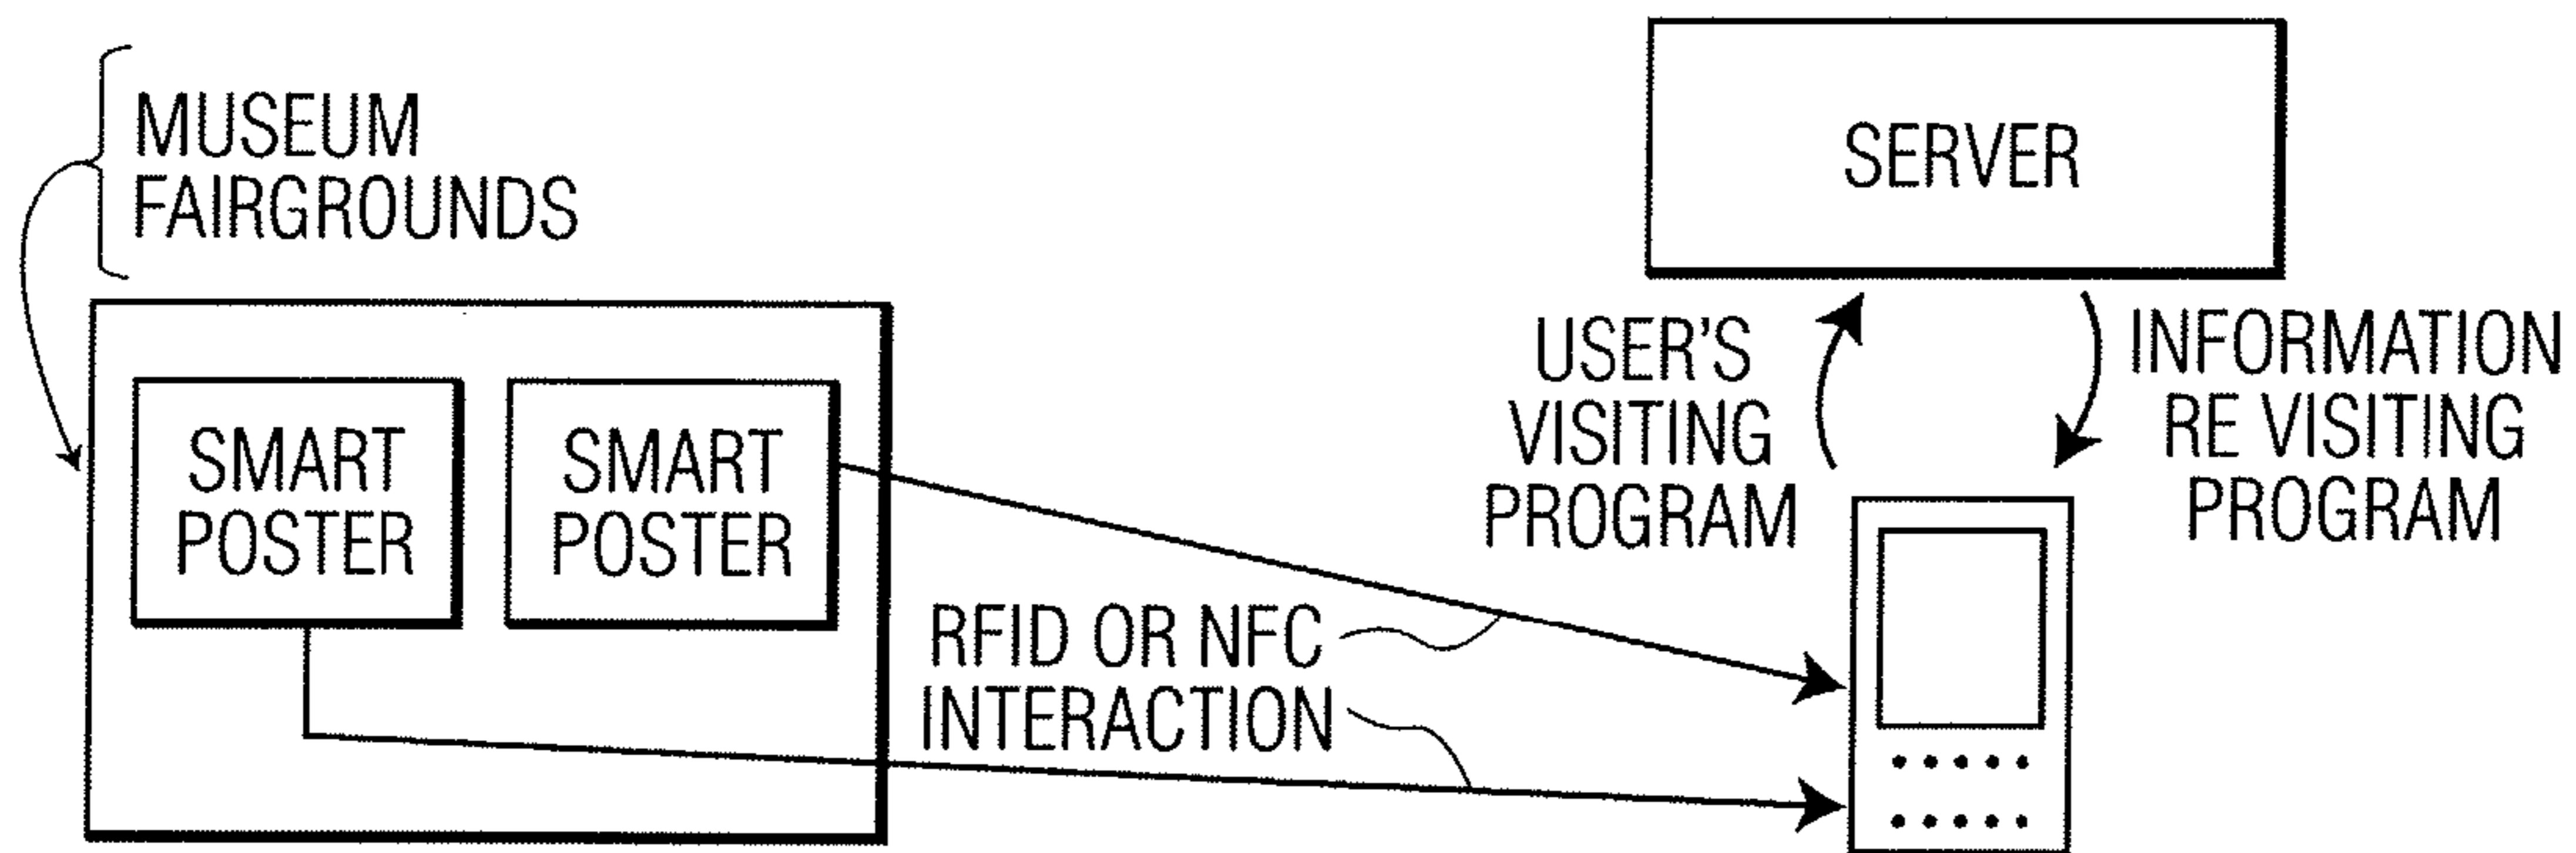 MUSEUM
FAIRGROUNDS
SERVER
SMART
POSTER
SMART
POSTER
USER'S
VISITING
PROGRAM
INFORMATION
RE VISITING
PROGRAM
RFID OR NFC
INTERACTION